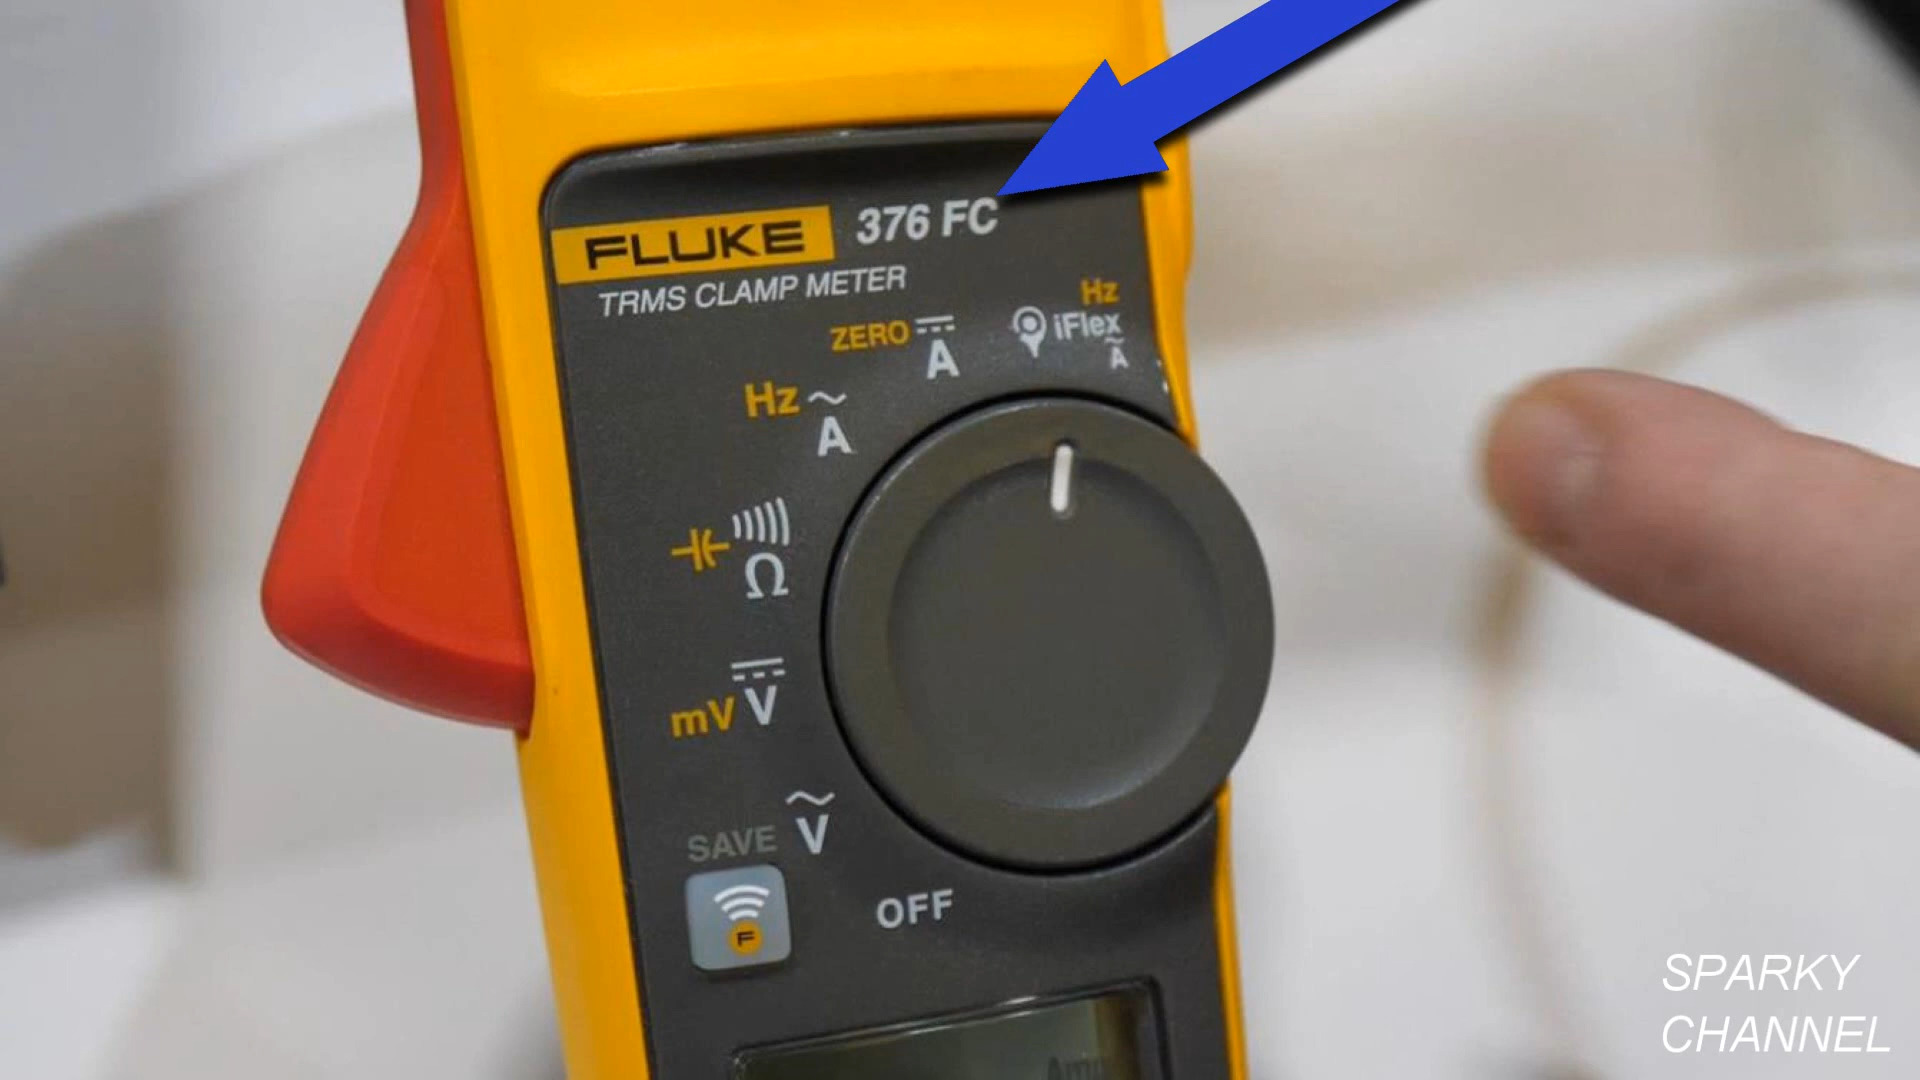 FLUKE 376 FC
TRMS CLAMP METER
Hz
ZERO A
iFlex
A
Hz A
Ω
mV V
V
SAVE
F
OFF
SPARKY
CHANNEL